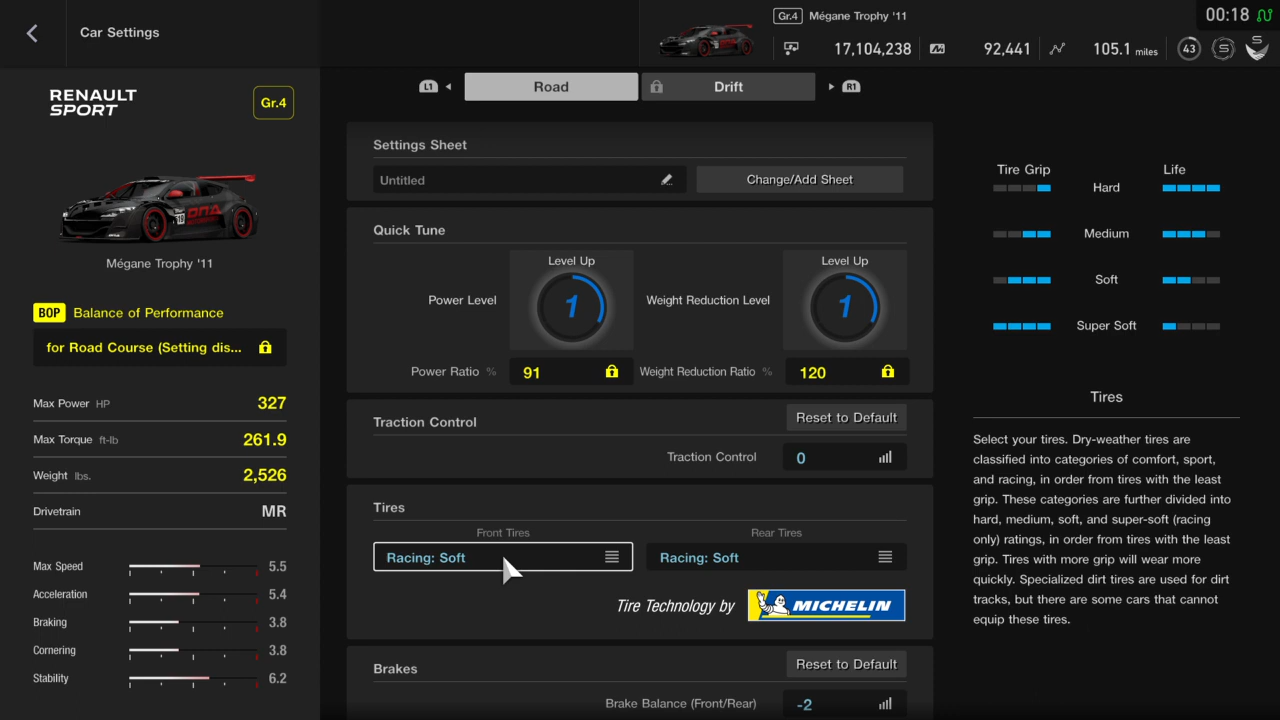 Car Settings
Gr.4 Mégane Trophy '11
00:18
17,104,238
92,441
105.1 miles
43
S
S
RENAULT
SPORT
Gr.4
Mégane Trophy '11
BOP Balance of Performance
for Road Course (Setting dis...
Max Power HP 327
Max Torque ft-lb 261.9
Weight lbs. 2,526
Drivetrain MR
Max Speed 5.5
Acceleration 5.4
Braking 3.8
Cornering 3.8
Stability 6.2
L1 Road Drift R1
Settings Sheet
Untitled Change/Add Sheet
Quick Tune
Level Up Level Up
Power Level 1 Weight Reduction Level 1
Power Ratio % 91 Weight Reduction Ratio % 120
Traction Control Reset to Default
Traction Control 0
Tires
Front Tires Rear Tires
Racing: Soft Racing: Soft
Tire Technology by MICHELIN
Brakes Reset to Default
Brake Balance (Front/Rear) -2
Tire Grip Life
Hard
Medium
Soft
Super Soft
Tires
Select your tires. Dry-weather tires are
classified into categories of comfort, sport,
and racing, in order from tires with the least
grip. These categories are further divided into
hard, medium, soft, and super-soft (racing
only) ratings, in order from tires with the least
grip. Tires with more grip will wear more
quickly. Specialized dirt tires are used for dirt
tracks, but there are some cars that cannot
equip these tires.